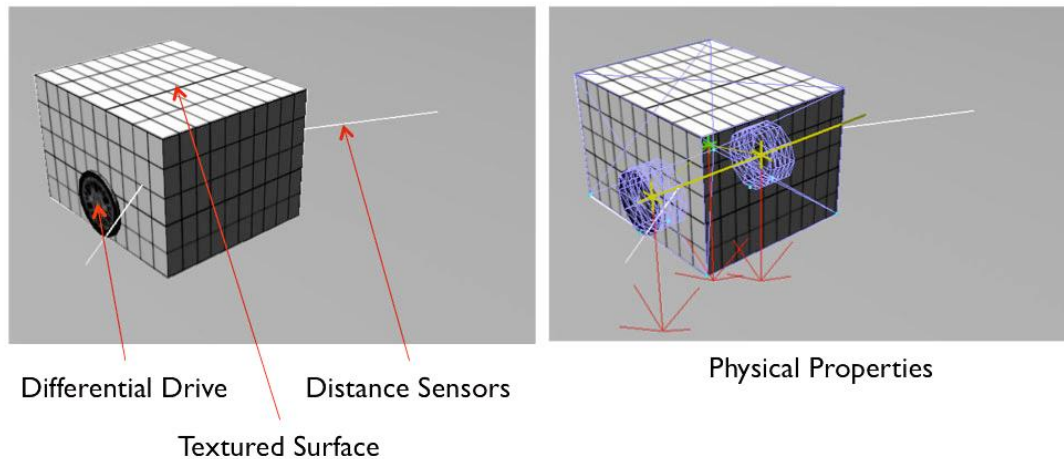 Differential Drive
Distance Sensors
Textured Surface
Physical Properties